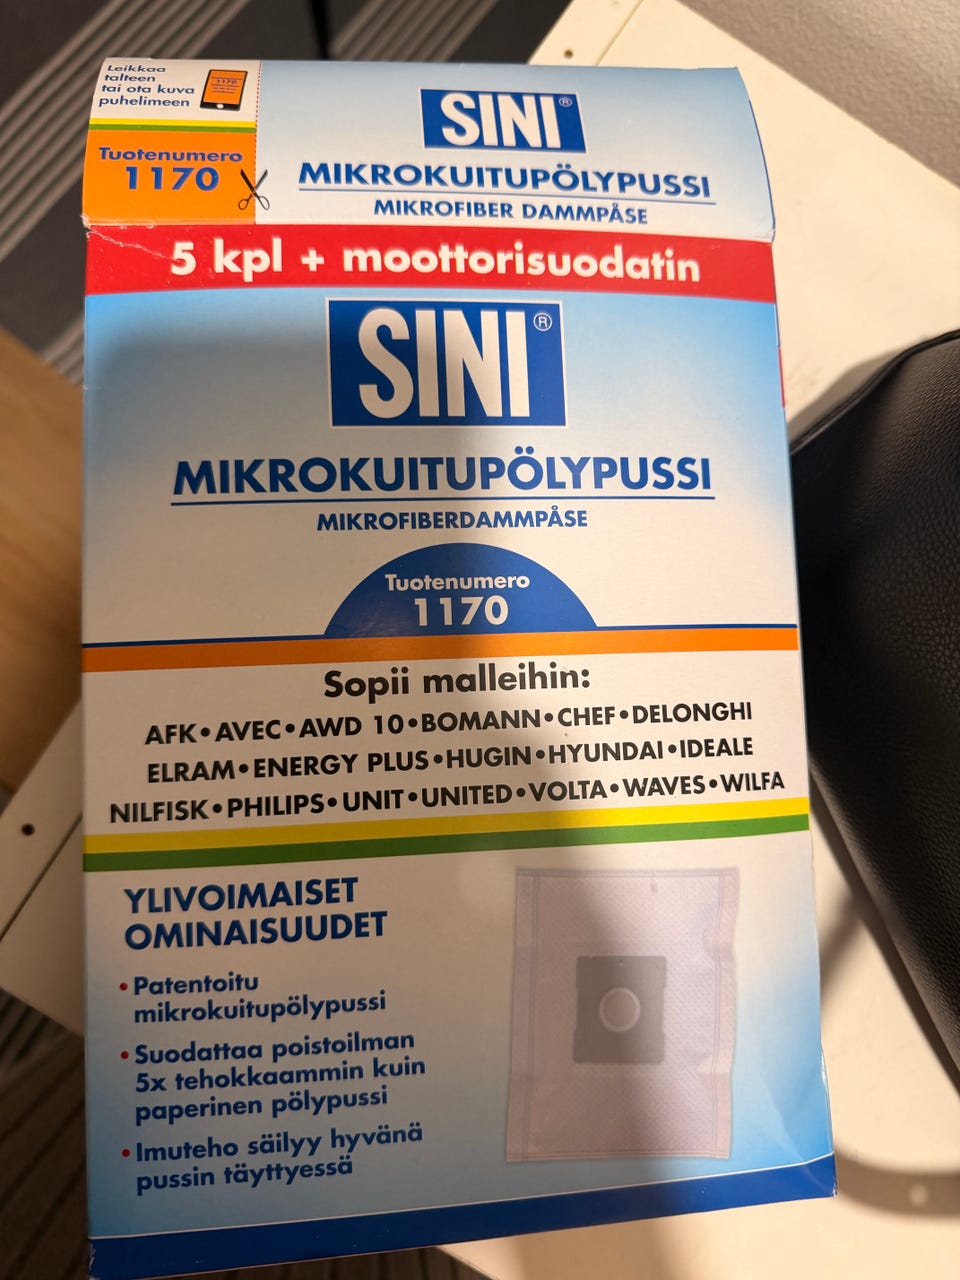 Leikkaa
talteen
tai ota kuva
puhelimeen
1170
Tuotenumero
1170
SINI®
MIKROKUITUPÖLYPUSSI
MIKROFIBER DAMMPÅSE
5 kpl + moottorisuodatin
SINI®
MIKROKUITUPÖLYPUSSI
MIKROFIBERDAMMPÅSE
Tuotenumero
1170
Sopii malleihin:
AFK•AVEC•AWD 10•BOMANN•CHEF•DELONGHI
ELRAM•ENERGY PLUS•HUGIN•HYUNDAI•IDEALE
NILFISK•PHILIPS•UNIT•UNITED•VOLTA•WAVES•WILFA
YLIVOIMAISET
OMINAISUUDET
• Patentoitu
mikrokuitupölypussi
• Suodattaa poistoilman
5x tehokkaammin kuin
paperinen pölypussi
• Imuteho säilyy hyvänä
pussin täyttyessä